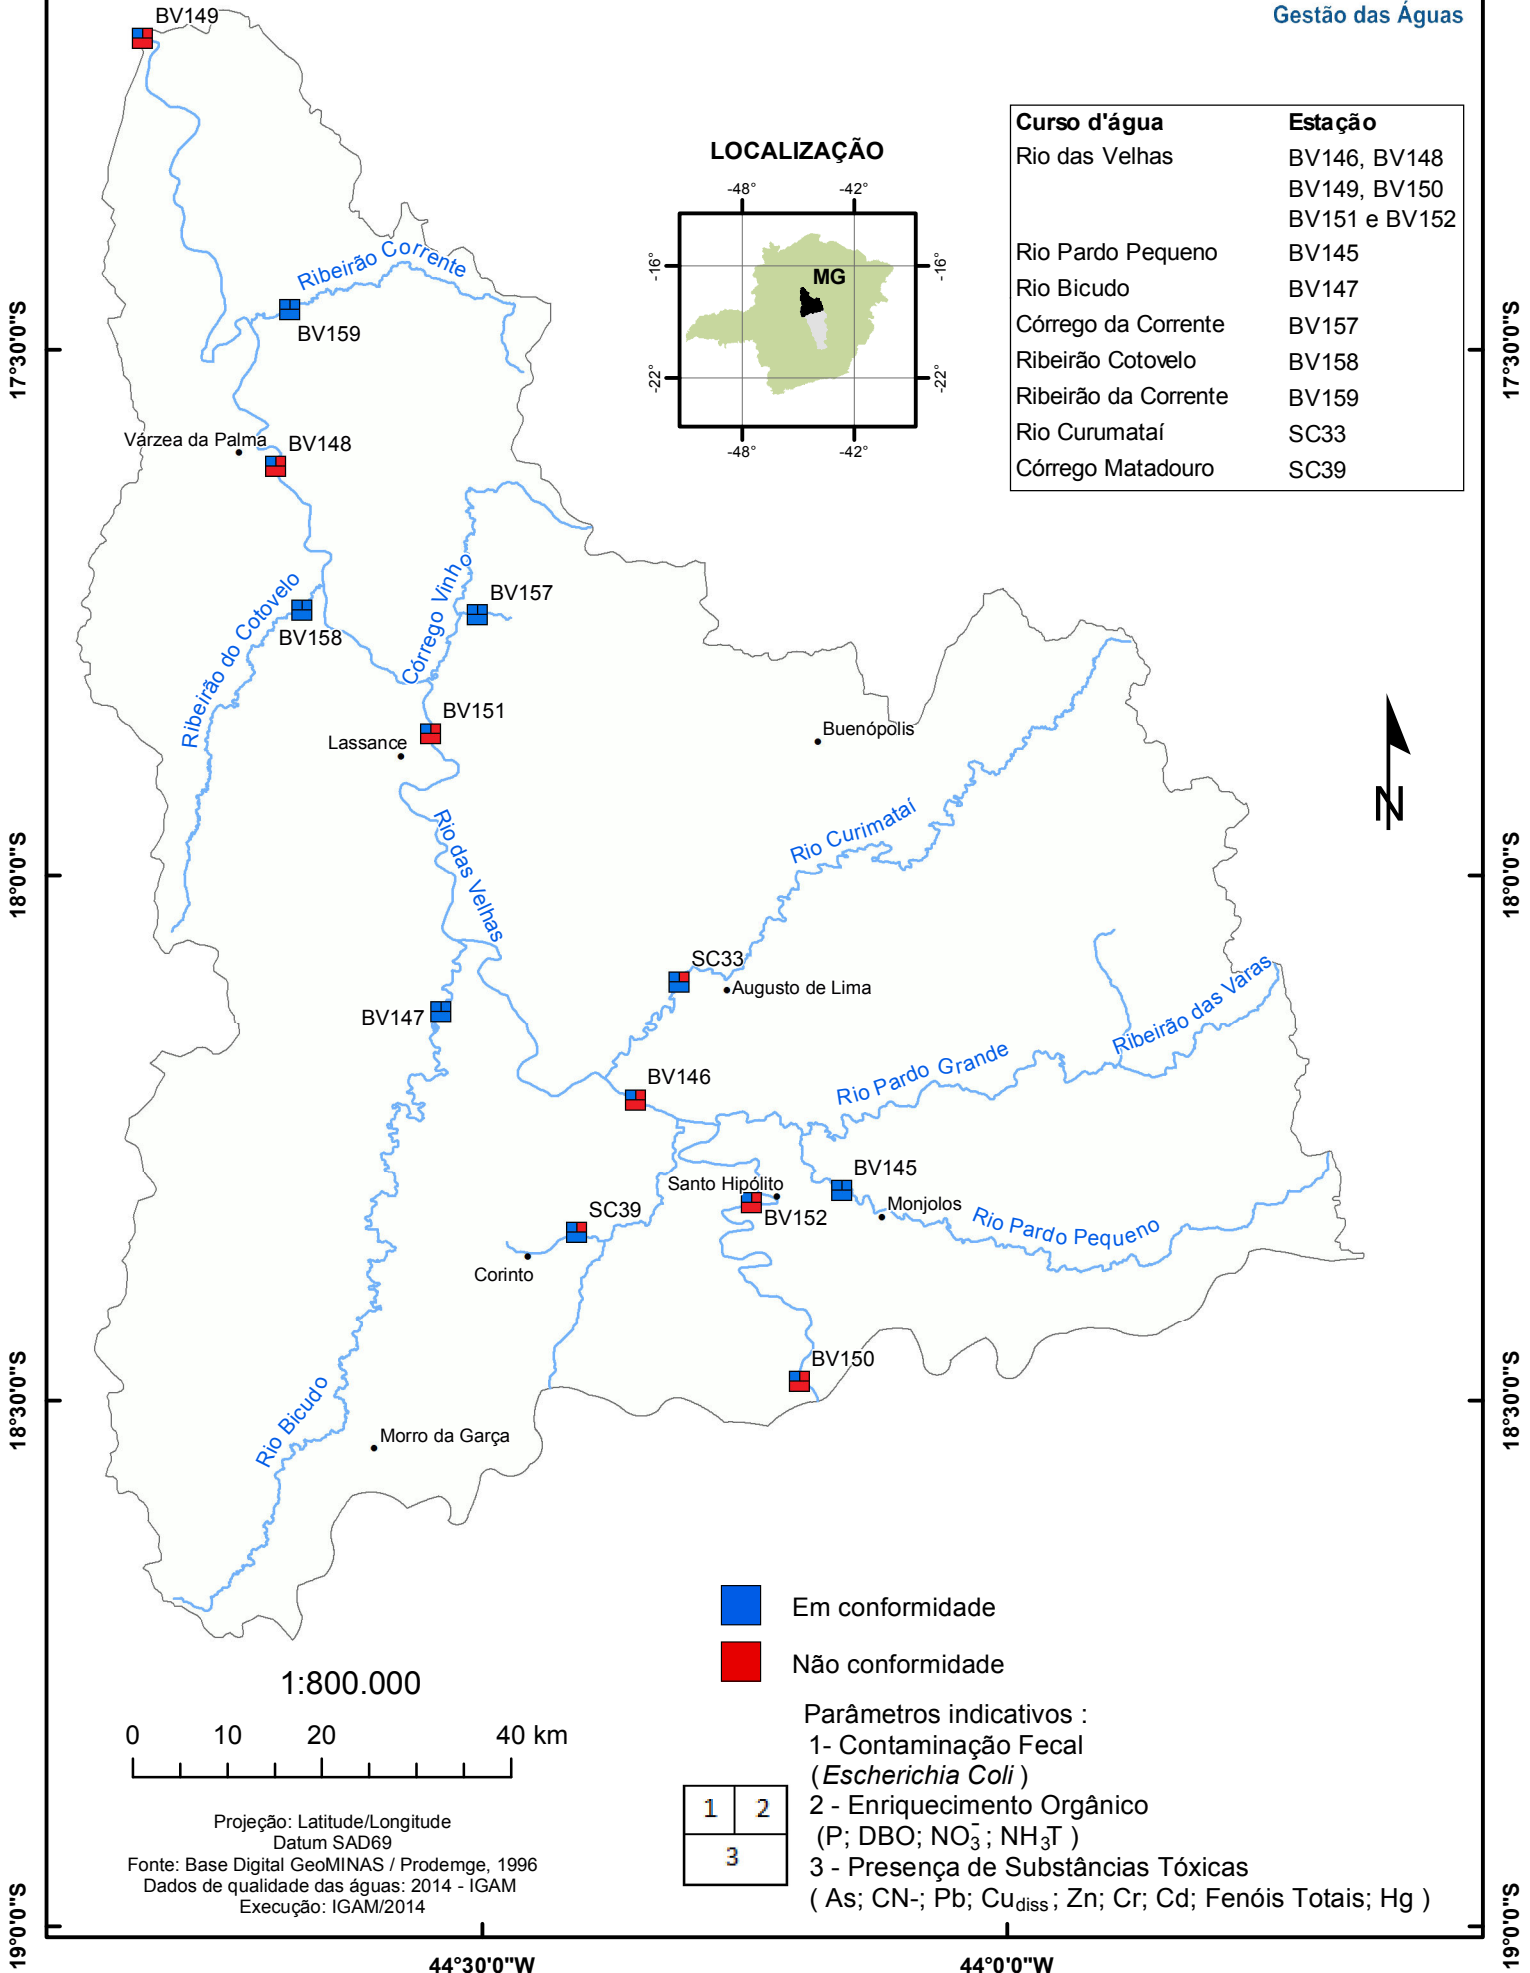 Gestão das Águas
BV149
Curso d'água Estação
Rio das Velhas BV146, BV148
BV149, BV150
BV151 e BV152
Rio Pardo Pequeno BV145
Rio Bicudo BV147
Córrego da Corrente BV157
Ribeirão Cotovelo BV158
Ribeirão da Corrente BV159
Rio Curumataí SC33
Córrego Matadouro SC39
LOCALIZAÇÃO
-48° -42°
-16° -16°
MG
-22° -22°
-48° -42°
Ribeirão Corrente
BV159
17°30'0"S 17°30'0"S
Várzea da Palma
BV148
Córrego Vinho
BV157
Ribeirão do Cotovelo
BV158
BV151
Lassance
Buenópolis
N
Rio das Velhas
Rio Curimataí
18°0'0"S 18°0'0"S
SC33
Augusto de Lima
Ribeirão das Varas
BV147
Rio Pardo Grande
BV146
BV145
Santo Hipólito
Monjolos
BV152
SC39
Rio Pardo Pequeno
Corinto
BV150
18°30'0"S 18°30'0"S
Rio Bicudo
Morro da Garça
Em conformidade
Não conformidade
1:800.000
0 10 20 40 km
Projeção: Latitude/Longitude
Datum SAD69
Fonte: Base Digital GeoMINAS / Prodemge, 1996
Dados de qualidade das águas: 2014 - IGAM
Execução: IGAM/2014
Parâmetros indicativos :
1- Contaminação Fecal
(Escherichia Coli )
2 - Enriquecimento Orgânico
(P; DBO; NO₃⁻; NH₃T )
3 - Presença de Substâncias Tóxicas
( As; CN-; Pb; Cu diss ; Zn; Cr; Cd; Fenóis Totais; Hg )
1 2
3
19°0'0"S 19°0'0"S
44°30'0"W 44°0'0"W